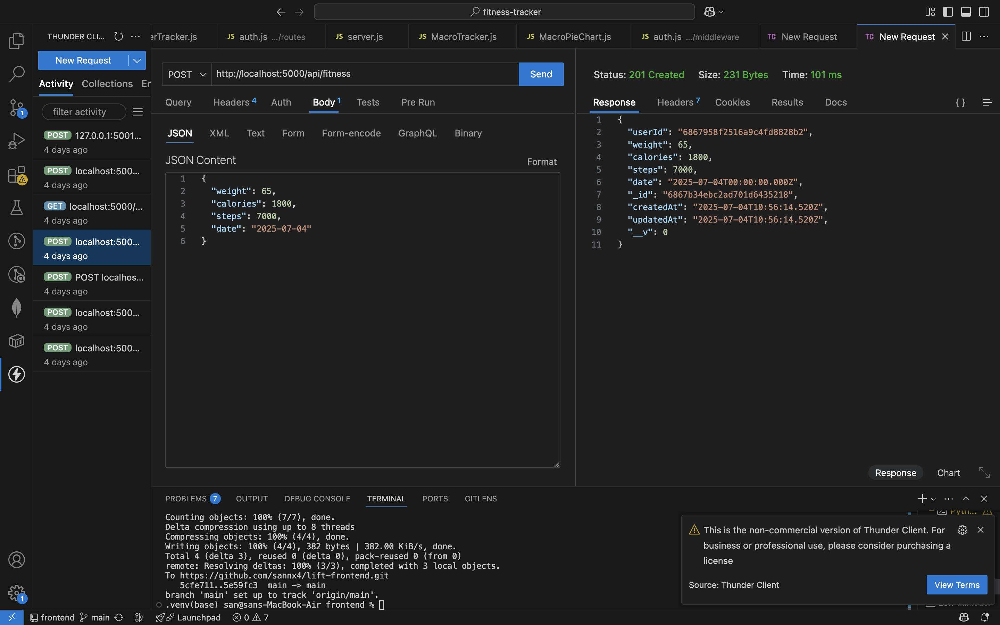 fitness-tracker
THUNDER CLI...
erTracker.js
JS auth.js .../routes
JS server.js
JS MacroTracker.js
JS MacroPieChart.js
JS auth.js .../middleware
TC New Request
TC New Request
New Request
Activity Collections Er
filter activity
POST 127.0.0.1:5001...
4 days ago
POST localhost:500...
4 days ago
GET localhost:5000/...
4 days ago
POST localhost:500...
4 days ago
POST POST localhos...
4 days ago
POST localhost:500...
4 days ago
POST localhost:500...
4 days ago
1
1
POST http://localhost:5000/api/fitness Send
Query Headers 4 Auth Body 1 Tests Pre Run
JSON XML Text Form Form-encode GraphQL Binary
JSON Content Format
1 {
2 "weight": 65,
3 "calories": 1800,
4 "steps": 7000,
5 "date": "2025-07-04"
6 }
Status: 201 Created Size: 231 Bytes Time: 101 ms
Response Headers 7 Cookies Results Docs { }
1 {
2 "userId": "6867958f2516a9c4fd8828b2",
3 "weight": 65,
4 "calories": 1800,
5 "steps": 7000,
6 "date": "2025-07-04T00:00:00.000Z",
7 "_id": "6867b34ebc2ad701d6435218",
8 "createdAt": "2025-07-04T10:56:14.520Z",
9 "updatedAt": "2025-07-04T10:56:14.520Z",
10 "__v": 0
11 }
Response Chart
PROBLEMS 7 OUTPUT DEBUG CONSOLE TERMINAL PORTS GITLENS
Counting objects: 100% (7/7), done.
Delta compression using up to 8 threads
Compressing objects: 100% (4/4), done.
Writing objects: 100% (4/4), 382 bytes | 382.00 KiB/s, done.
Total 4 (delta 3), reused 0 (delta 0), pack-reused 0 (from 0)
remote: Resolving deltas: 100% (3/3), completed with 3 local objects.
To https://github.com/sannx4/lift-frontend.git
5cfe711..5e59fc3 main -> main
branch 'main' set up to track 'origin/main'.
.venv(base) san@sans-MacBook-Air frontend %
This is the non-commercial version of Thunder Client. For
business or professional use, please consider purchasing a
license
Source: Thunder Client View Terms
frontend main Launchpad 0 7